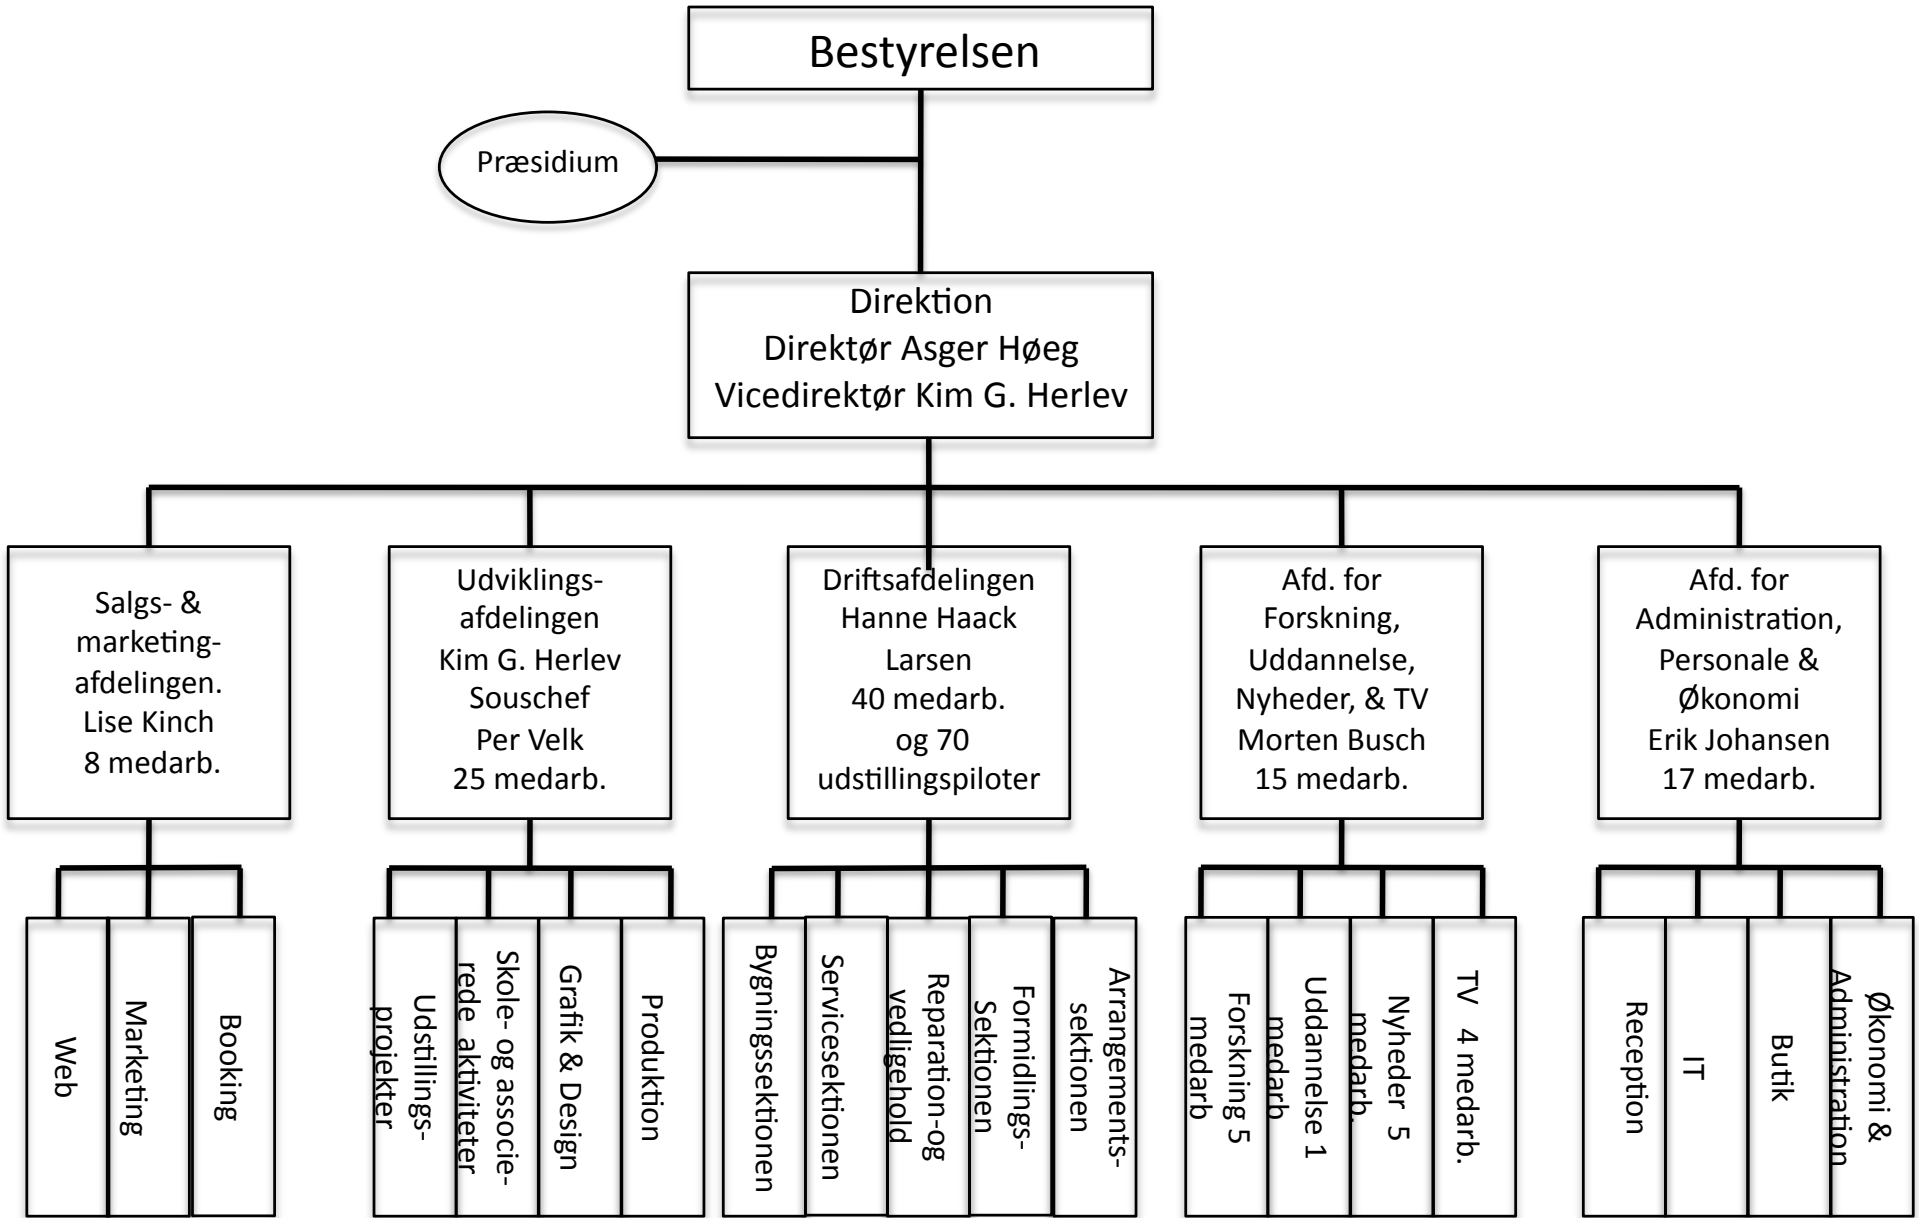 Bestyrelsen
Præsidium
Direktion
Direktør Asger Høeg
Vicedirektør Kim G. Herlev
Salgs- &
marketing-
afdelingen.
Lise Kinch
8 medarb.
Udviklings-
afdelingen
Kim G. Herlev
Souschef
Per Velk
25 medarb.
Driftsafdelingen
Hanne Haack
Larsen
40 medarb.
og 70
udstillingspiloter
Afd. for
Forskning,
Uddannelse,
Nyheder, & TV
Morten Busch
15 medarb.
Afd. for
Administration,
Personale &
Økonomi
Erik Johansen
17 medarb.
Web
Marketing
Booking
Udstillings-
projekter
Skole- og associe-
rede aktiviteter
Grafik & Design
Produktion
Bygningssektionen
Servicesektionen
Reparation-og
vedligehold
Formidlings-
Sektionen
Arrangements-
sektionen
Forskning 5
medarb
Uddannelse 1
medarb
Nyheder 5
medarb.
TV 4 medarb.
Reception
IT
Butik
Økonomi &
Administration